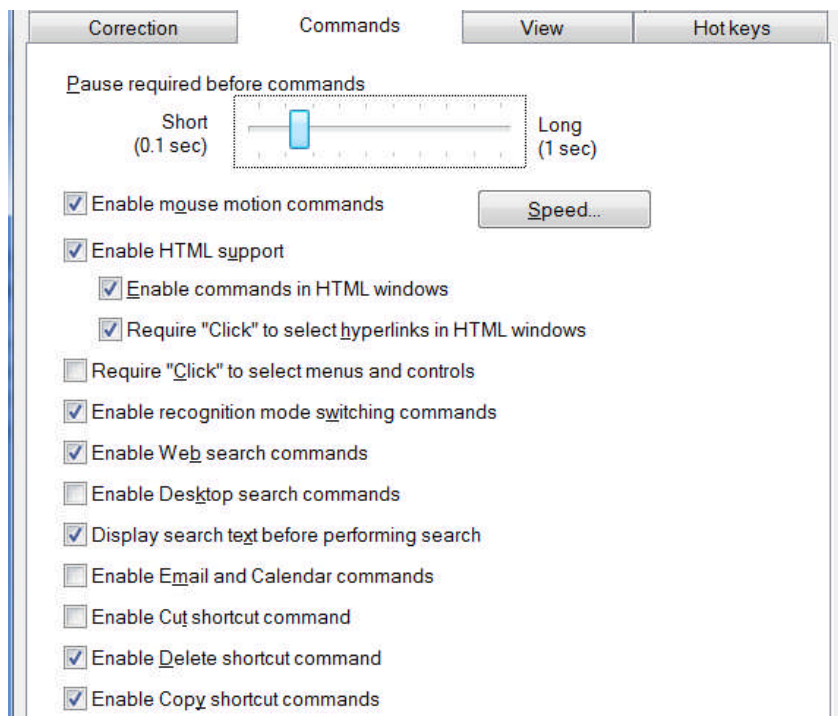 Correction Commands View Hot keys
Pause required before commands
Short
(0.1 sec)
Long
(1 sec)
Enable mouse motion commands Speed...
Enable HTML support
Enable commands in HTML windows
Require "Click" to select hyperlinks in HTML windows
Require "Click" to select menus and controls
Enable recognition mode switching commands
Enable Web search commands
Enable Desktop search commands
Display search text before performing search
Enable Email and Calendar commands
Enable Cut shortcut command
Enable Delete shortcut command
Enable Copy shortcut commands